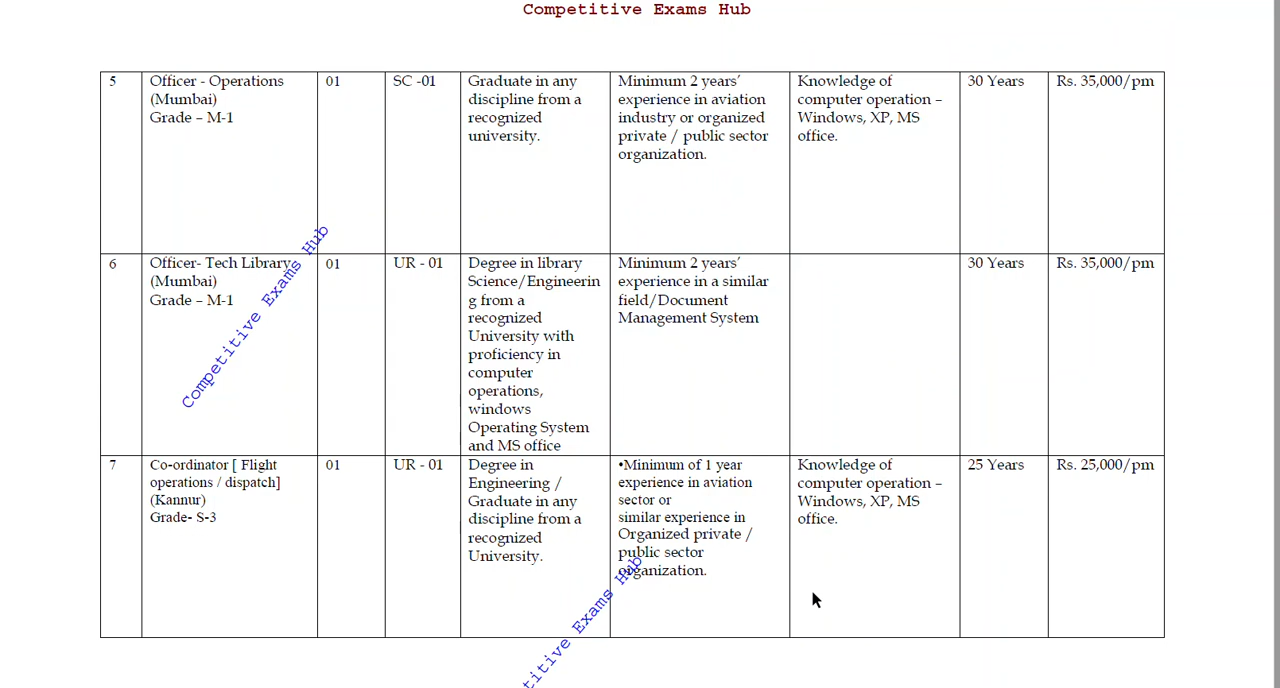 Competitive Exams Hub
5
Officer - Operations
(Mumbai)
Grade – M-1
01
SC -01
Graduate in any
discipline from a
recognized
university.
Minimum 2 years’
experience in aviation
industry or organized
private / public sector
organization.
Knowledge of
computer operation –
Windows, XP, MS
office.
30 Years
Rs. 35,000/pm
6
Officer- Tech Library
(Mumbai)
Grade – M-1
01
UR - 01
Degree in library
Science/Engineerin
g from a
recognized
University with
proficiency in
computer
operations,
windows
Operating System
and MS office
Minimum 2 years’
experience in a similar
field/Document
Management System
30 Years
Rs. 35,000/pm
Competitive Exams Hub
7
Co-ordinator [ Flight
operations / dispatch]
(Kannur)
Grade- S-3
01
UR - 01
Degree in
Engineering /
Graduate in any
discipline from a
recognized
University.
•Minimum of 1 year
experience in aviation
sector or
similar experience in
Organized private /
public sector
organization.
Knowledge of
computer operation –
Windows, XP, MS
office.
25 Years
Rs. 25,000/pm
titive Exams Hub